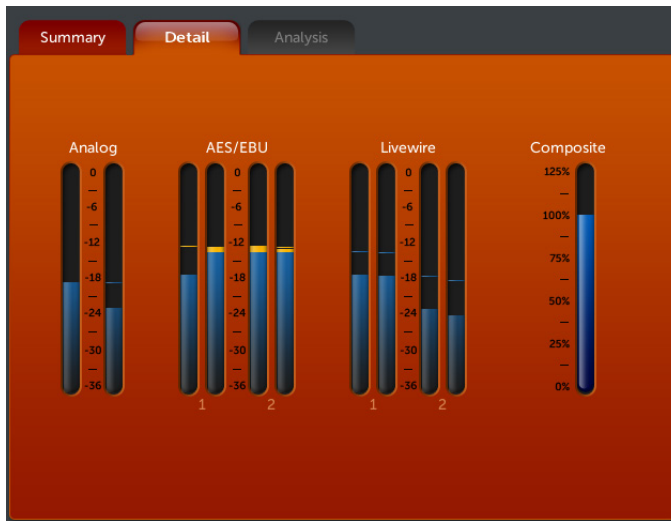 Summary Detail Analysis
Analog AES/EBU Livewire Composite
0 0 0 125%
-6 -6 -6 100%
-12 -12 -12 75%
-18 -18 -18 50%
-24 -24 -24 25%
-30 -30 -30 0%
-36 -36 -36
1 2 1 2